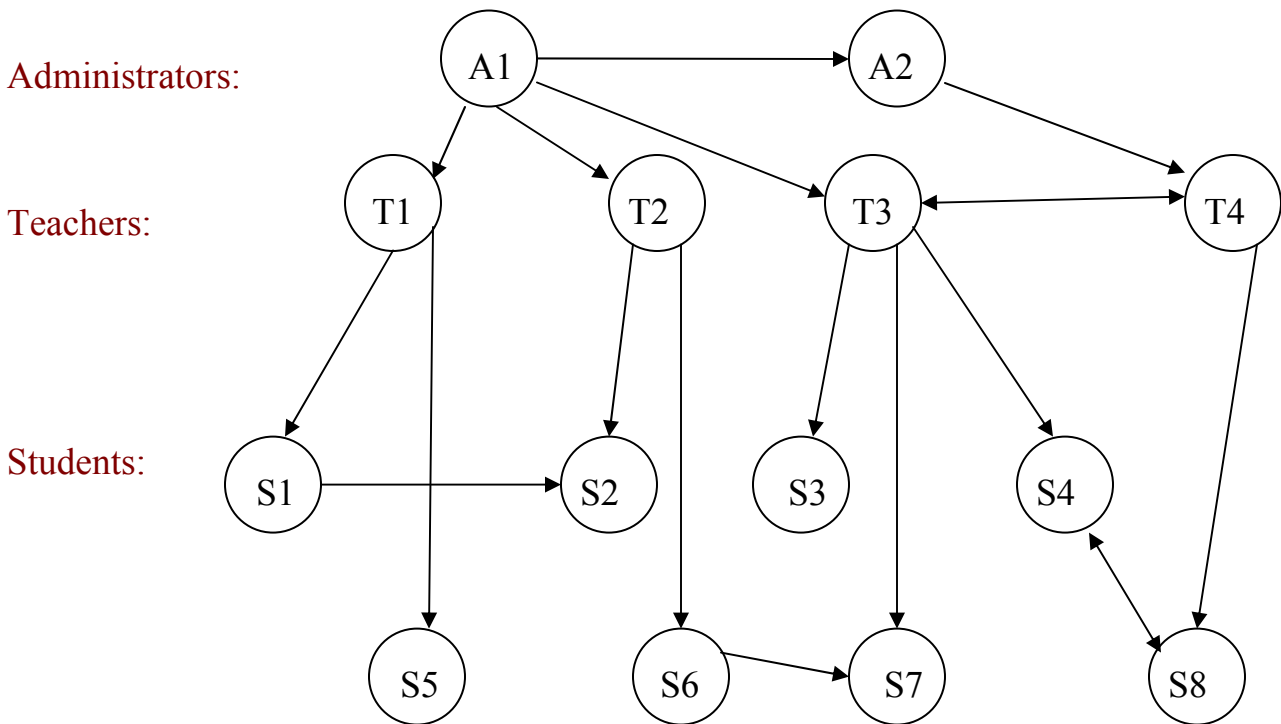 Administrators:
A1
A2
Teachers:
T1
T2
T3
T4
Students:
S1
S2
S3
S4
S5
S6
S7
S8